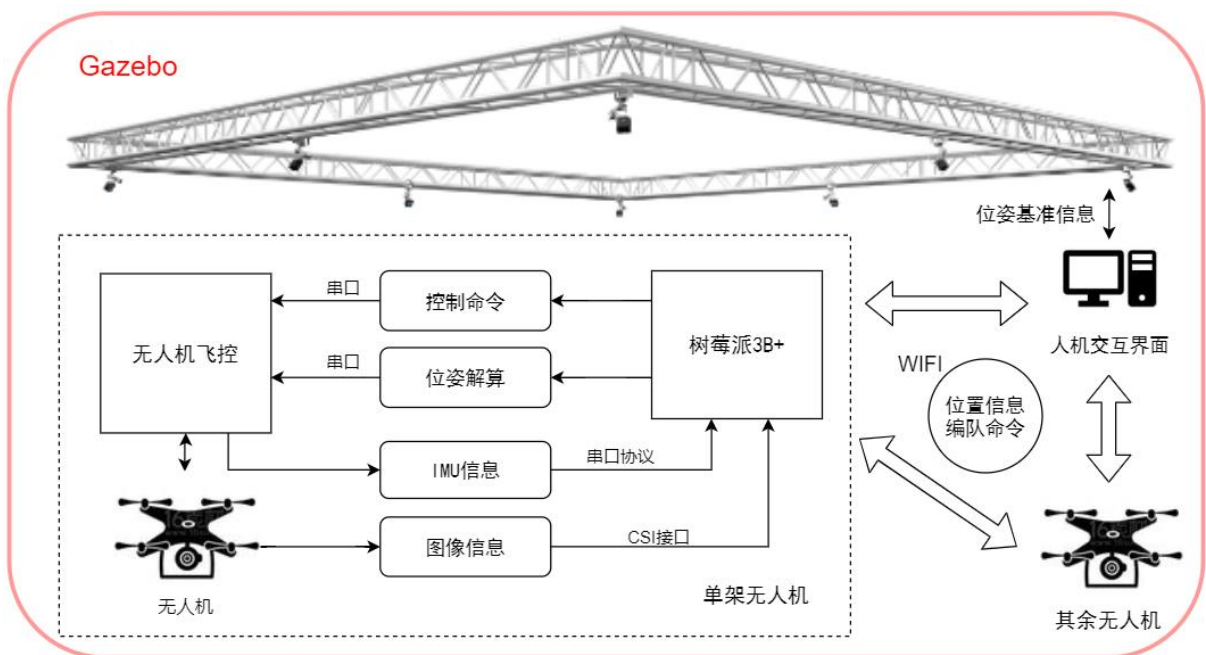 Gazebo
位姿基准信息
串口
控制命令
无人机飞控
树莓派3B+
人机交互界面
串口
位姿解算
WIFI
位置信息
编队命令
IMU信息
串口协议
图像信息
CSI接口
无人机
单架无人机
其余无人机